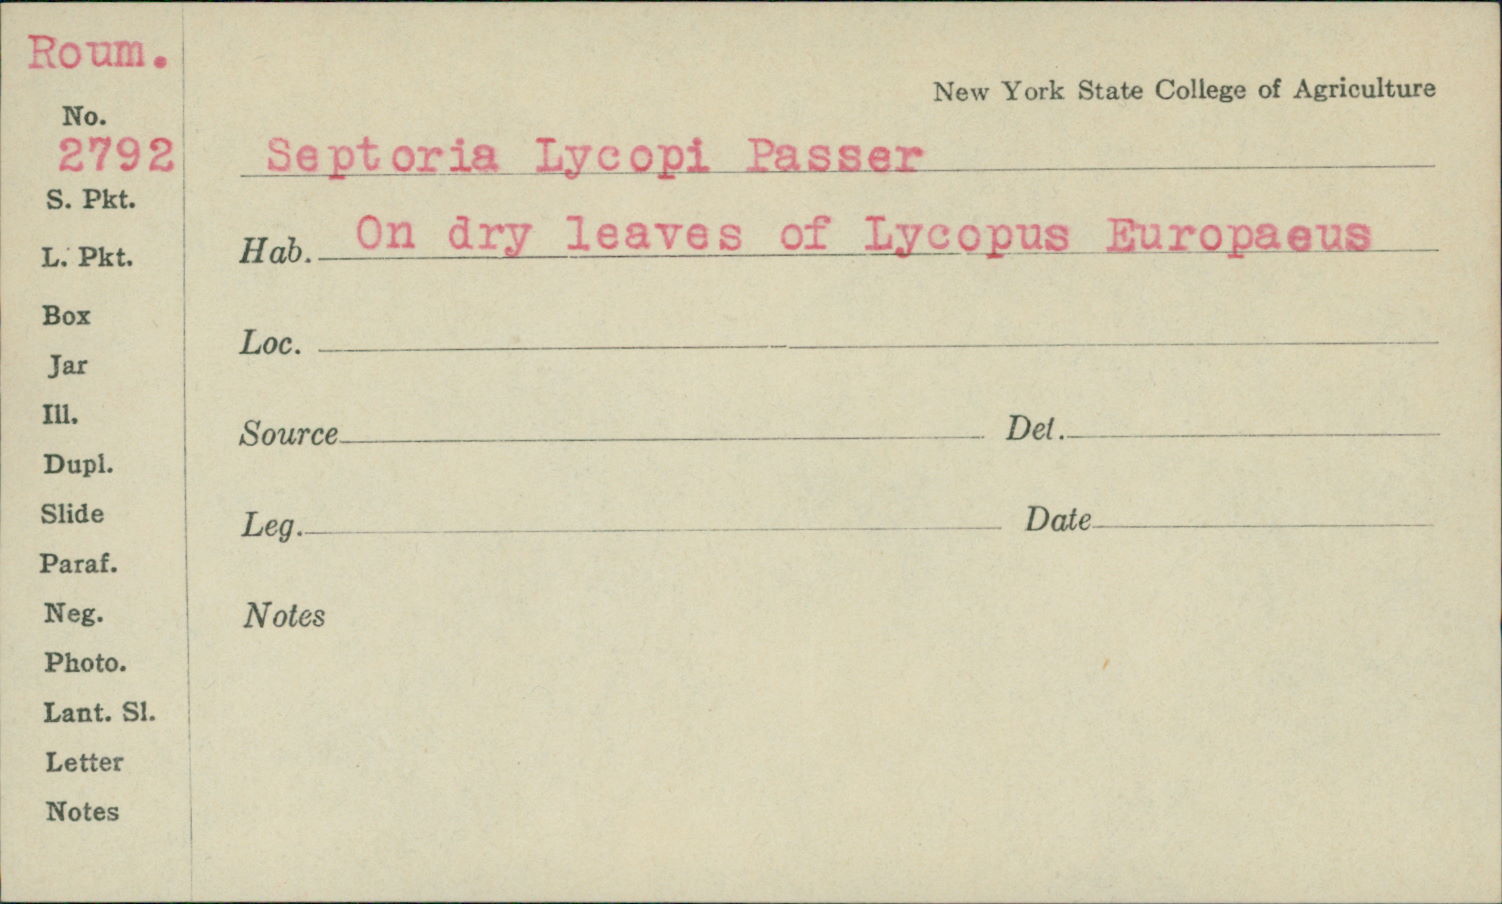 Roum.
New York State College of Agriculture
No.
2792
Septoria Lycopi Passer
S. Pkt.
Hab. On dry leaves of Lycopus Europaeus
L. Pkt.
Box
Loc.
Jar
Ill.
Source Det.
Dupl.
Slide
Leg. Date
Paraf.
Neg.
Notes
Photo.
Lant. Sl.
Letter
Notes